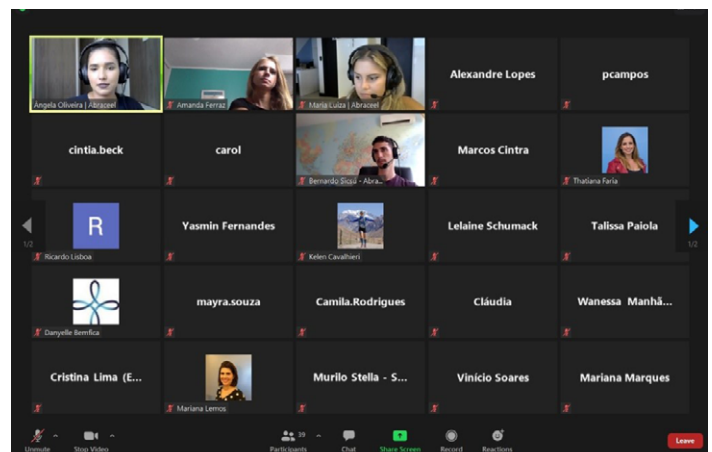 Ângela Oliveira | Abraceel
Amanda Ferraz
Maria Luiza | Abraceel
Alexandre Lopes
pcampos
cintia.beck
carol
Bernardo Sicsú - Abra...
Marcos Cintra
Thatiana Faria
1/2
R
Ricardo Lisboa
Yasmin Fernandes
Kelen Cavalhieri
Lelaine Schumack
Talissa Paiola
1/2
Danyelle Bemfica
mayra.souza
Camila.Rodrigues
Cláudia
Wanessa Manhã...
Cristina Lima (E...
Mariana Lemos
Murilo Stella - S...
Vinício Soares
Mariana Marques
Unmute
Stop Video
Participants
39
Chat
Share Screen
Record
Reactions
Leave